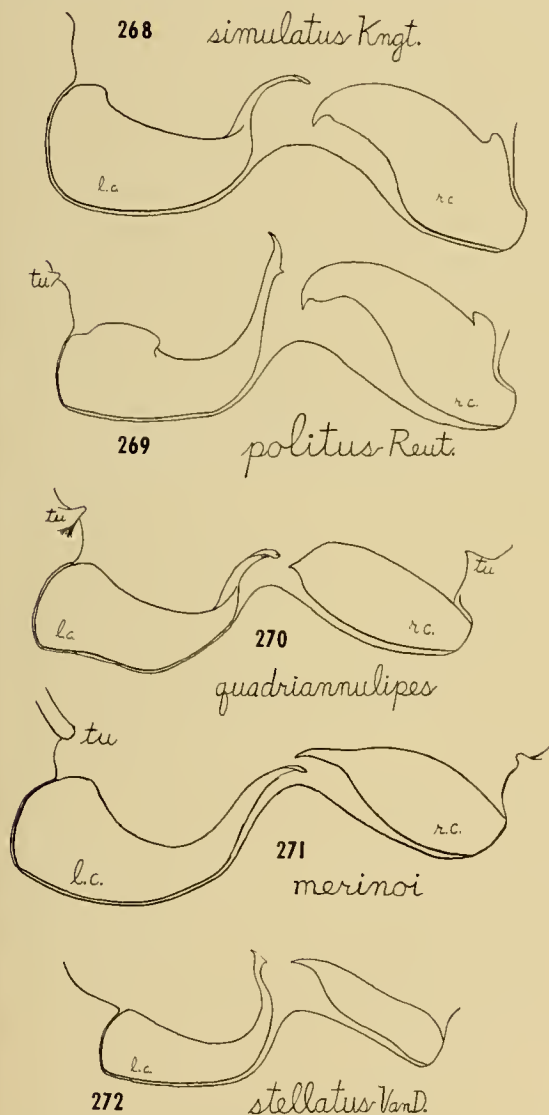 268 simulatus Kngt.
l.c. r.c.
tu
r.c.
269 politus Reut.
tu tu
l.c. r.c.
270
quadriannulipes
tu
r.c.
l.c. 271
merinoi
l.c.
272 stellatus VanD.